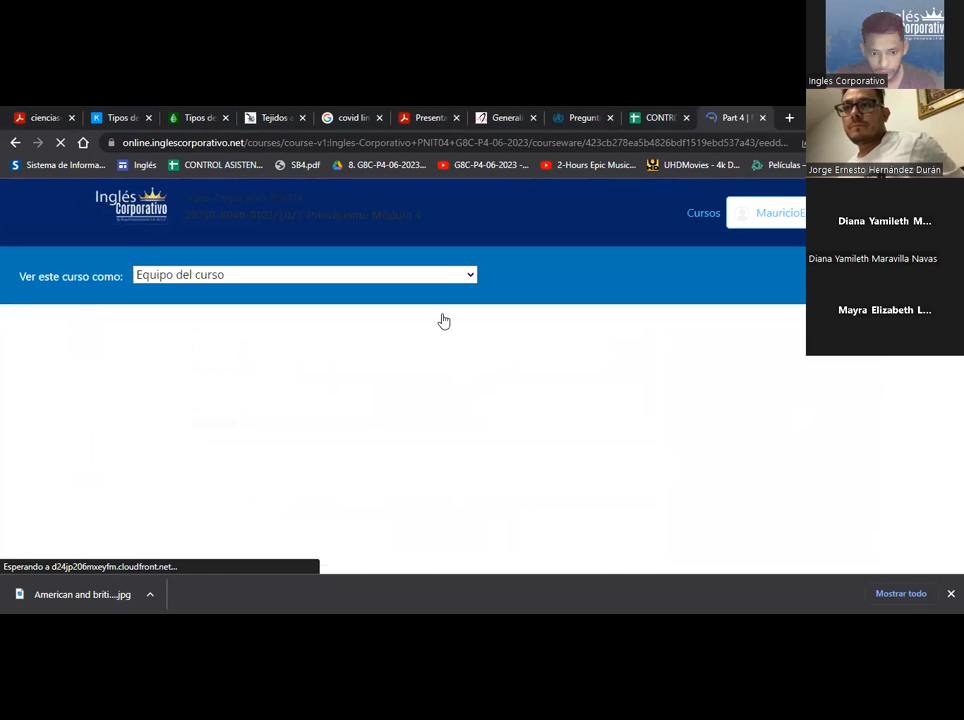 ciencias
Tipos de
Tipos de
Tejidos a
covid lin
Presenta
General
Pregunt
CONTR
Part 4 |
online.inglescorporativo.net/courses/course-v1:Ingles-Corporativo+PNIT04+G8C-P4-06-2023/courseware/423cb278ea5b4826bdf1519ebd537a43/eedd...
Sistema de Informa...
Inglés
CONTROL ASISTEN...
SB4.pdf
8. G8C-P4-06-2023...
G8C-P4-06-2023 -...
2-Hours Epic Music...
UHDMovies - 4k D...
Películas
Inglés
Corporativo
Cursos
MauricioE
Ver este curso como:
Equipo del curso
Esperando a d24jp206mxeyfm.cloudfront.net...
American and briti....jpg
Mostrar todo
Ingles Corporativo
Jorge Ernesto Hernández Durán
Diana Yamileth M...
Diana Yamileth Maravilla Navas
Mayra Elizabeth L...